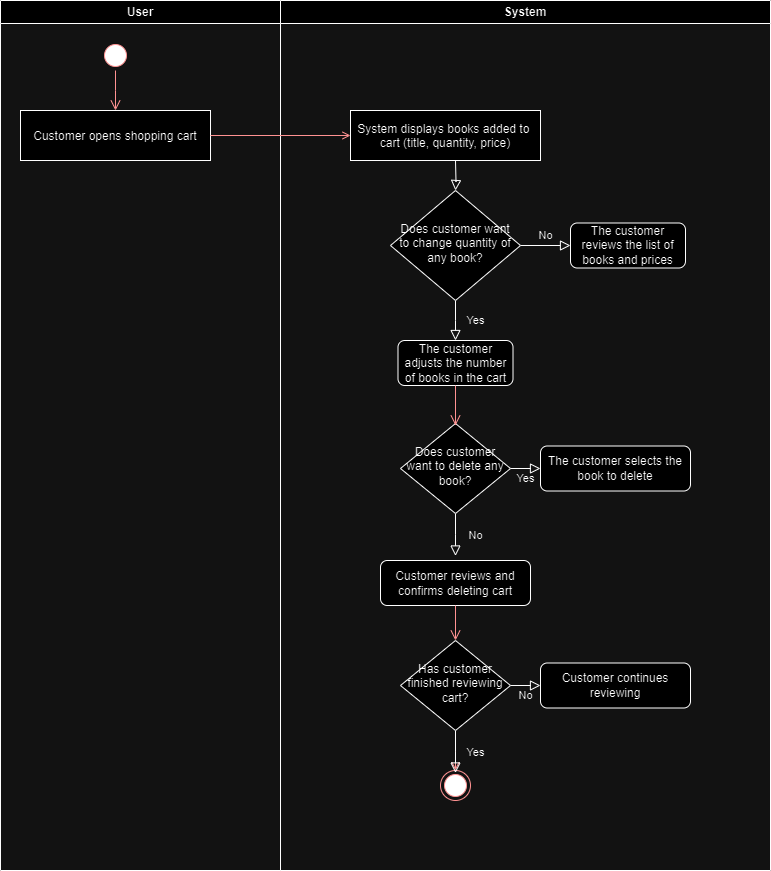 User
System
Customer opens shopping cart
System displays books added to
cart (title, quantity, price)
Does customer want
to change quantity of
any book?
No
The customer
reviews the list of
books and prices
Yes
The customer
adjusts the number
of books in the cart
Does customer
want to delete any
book?
Yes
The customer selects the
book to delete
No
Customer reviews and
confirms deleting cart
Has customer
finished reviewing
cart?
No
Customer continues
reviewing
Yes